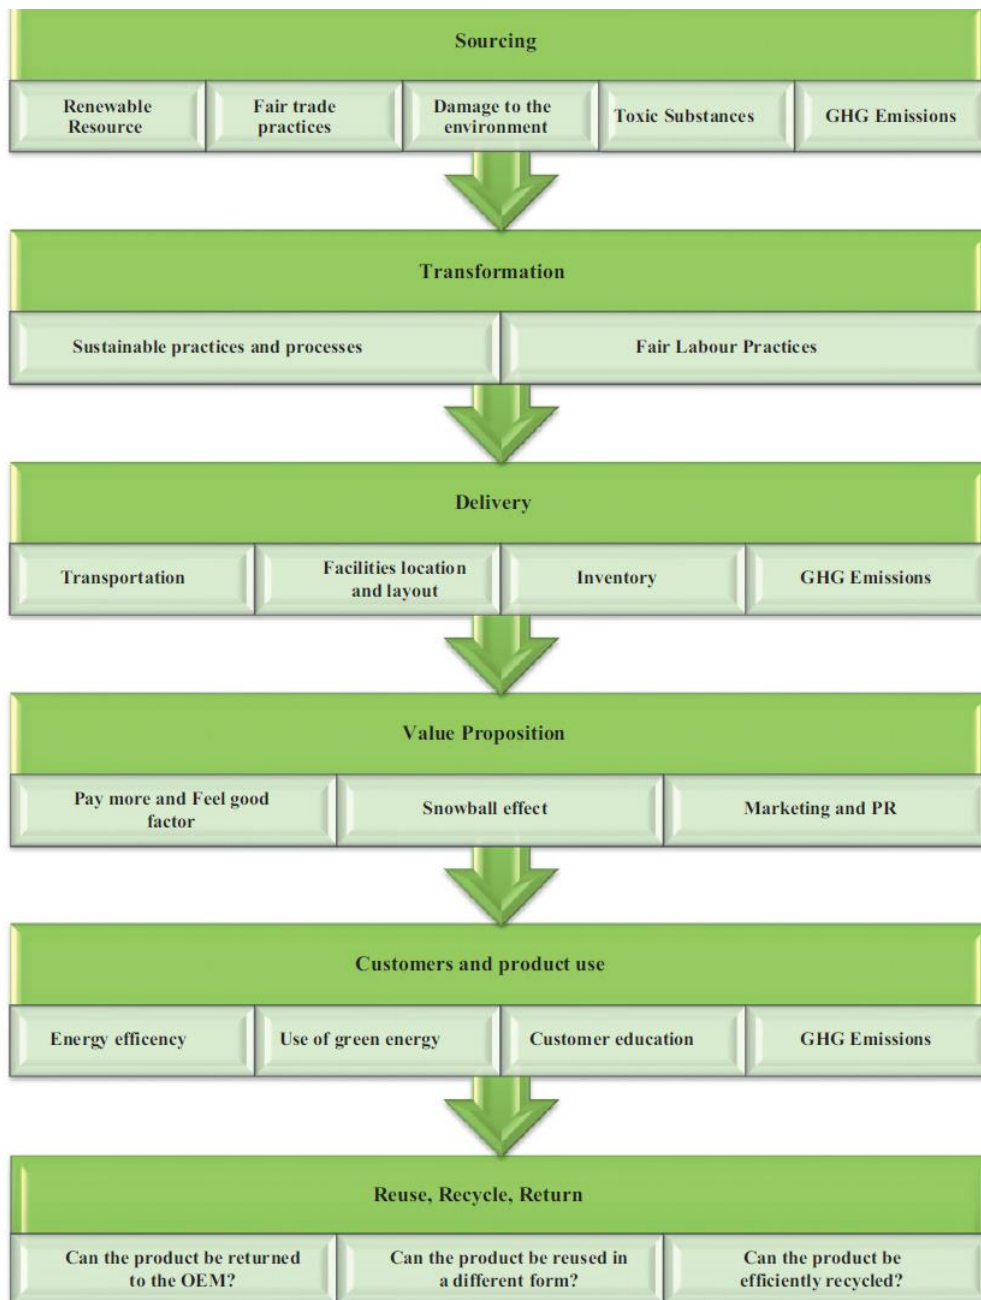 Sourcing
Renewable
Resource
Fair trade
practices
Damage to the
environment
Toxic Substances
GHG Emissions
Transformation
Sustainable practices and processes
Fair Labour Practices
Delivery
Transportation
Facilities location
and layout
Inventory
GHG Emissions
Value Proposition
Pay more and Feel good
factor
Snowball effect
Marketing and PR
Customers and product use
Energy efficency
Use of green energy
Customer education
GHG Emissions
Reuse, Recycle, Return
Can the product be returned
to the OEM?
Can the product be reused in
a different form?
Can the product be
efficiently recycled?